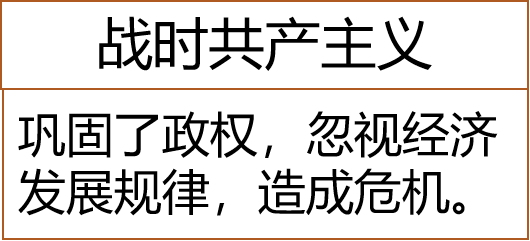 战时共产主义
巩固了政权，忽视经济
发展规律，造成危机。